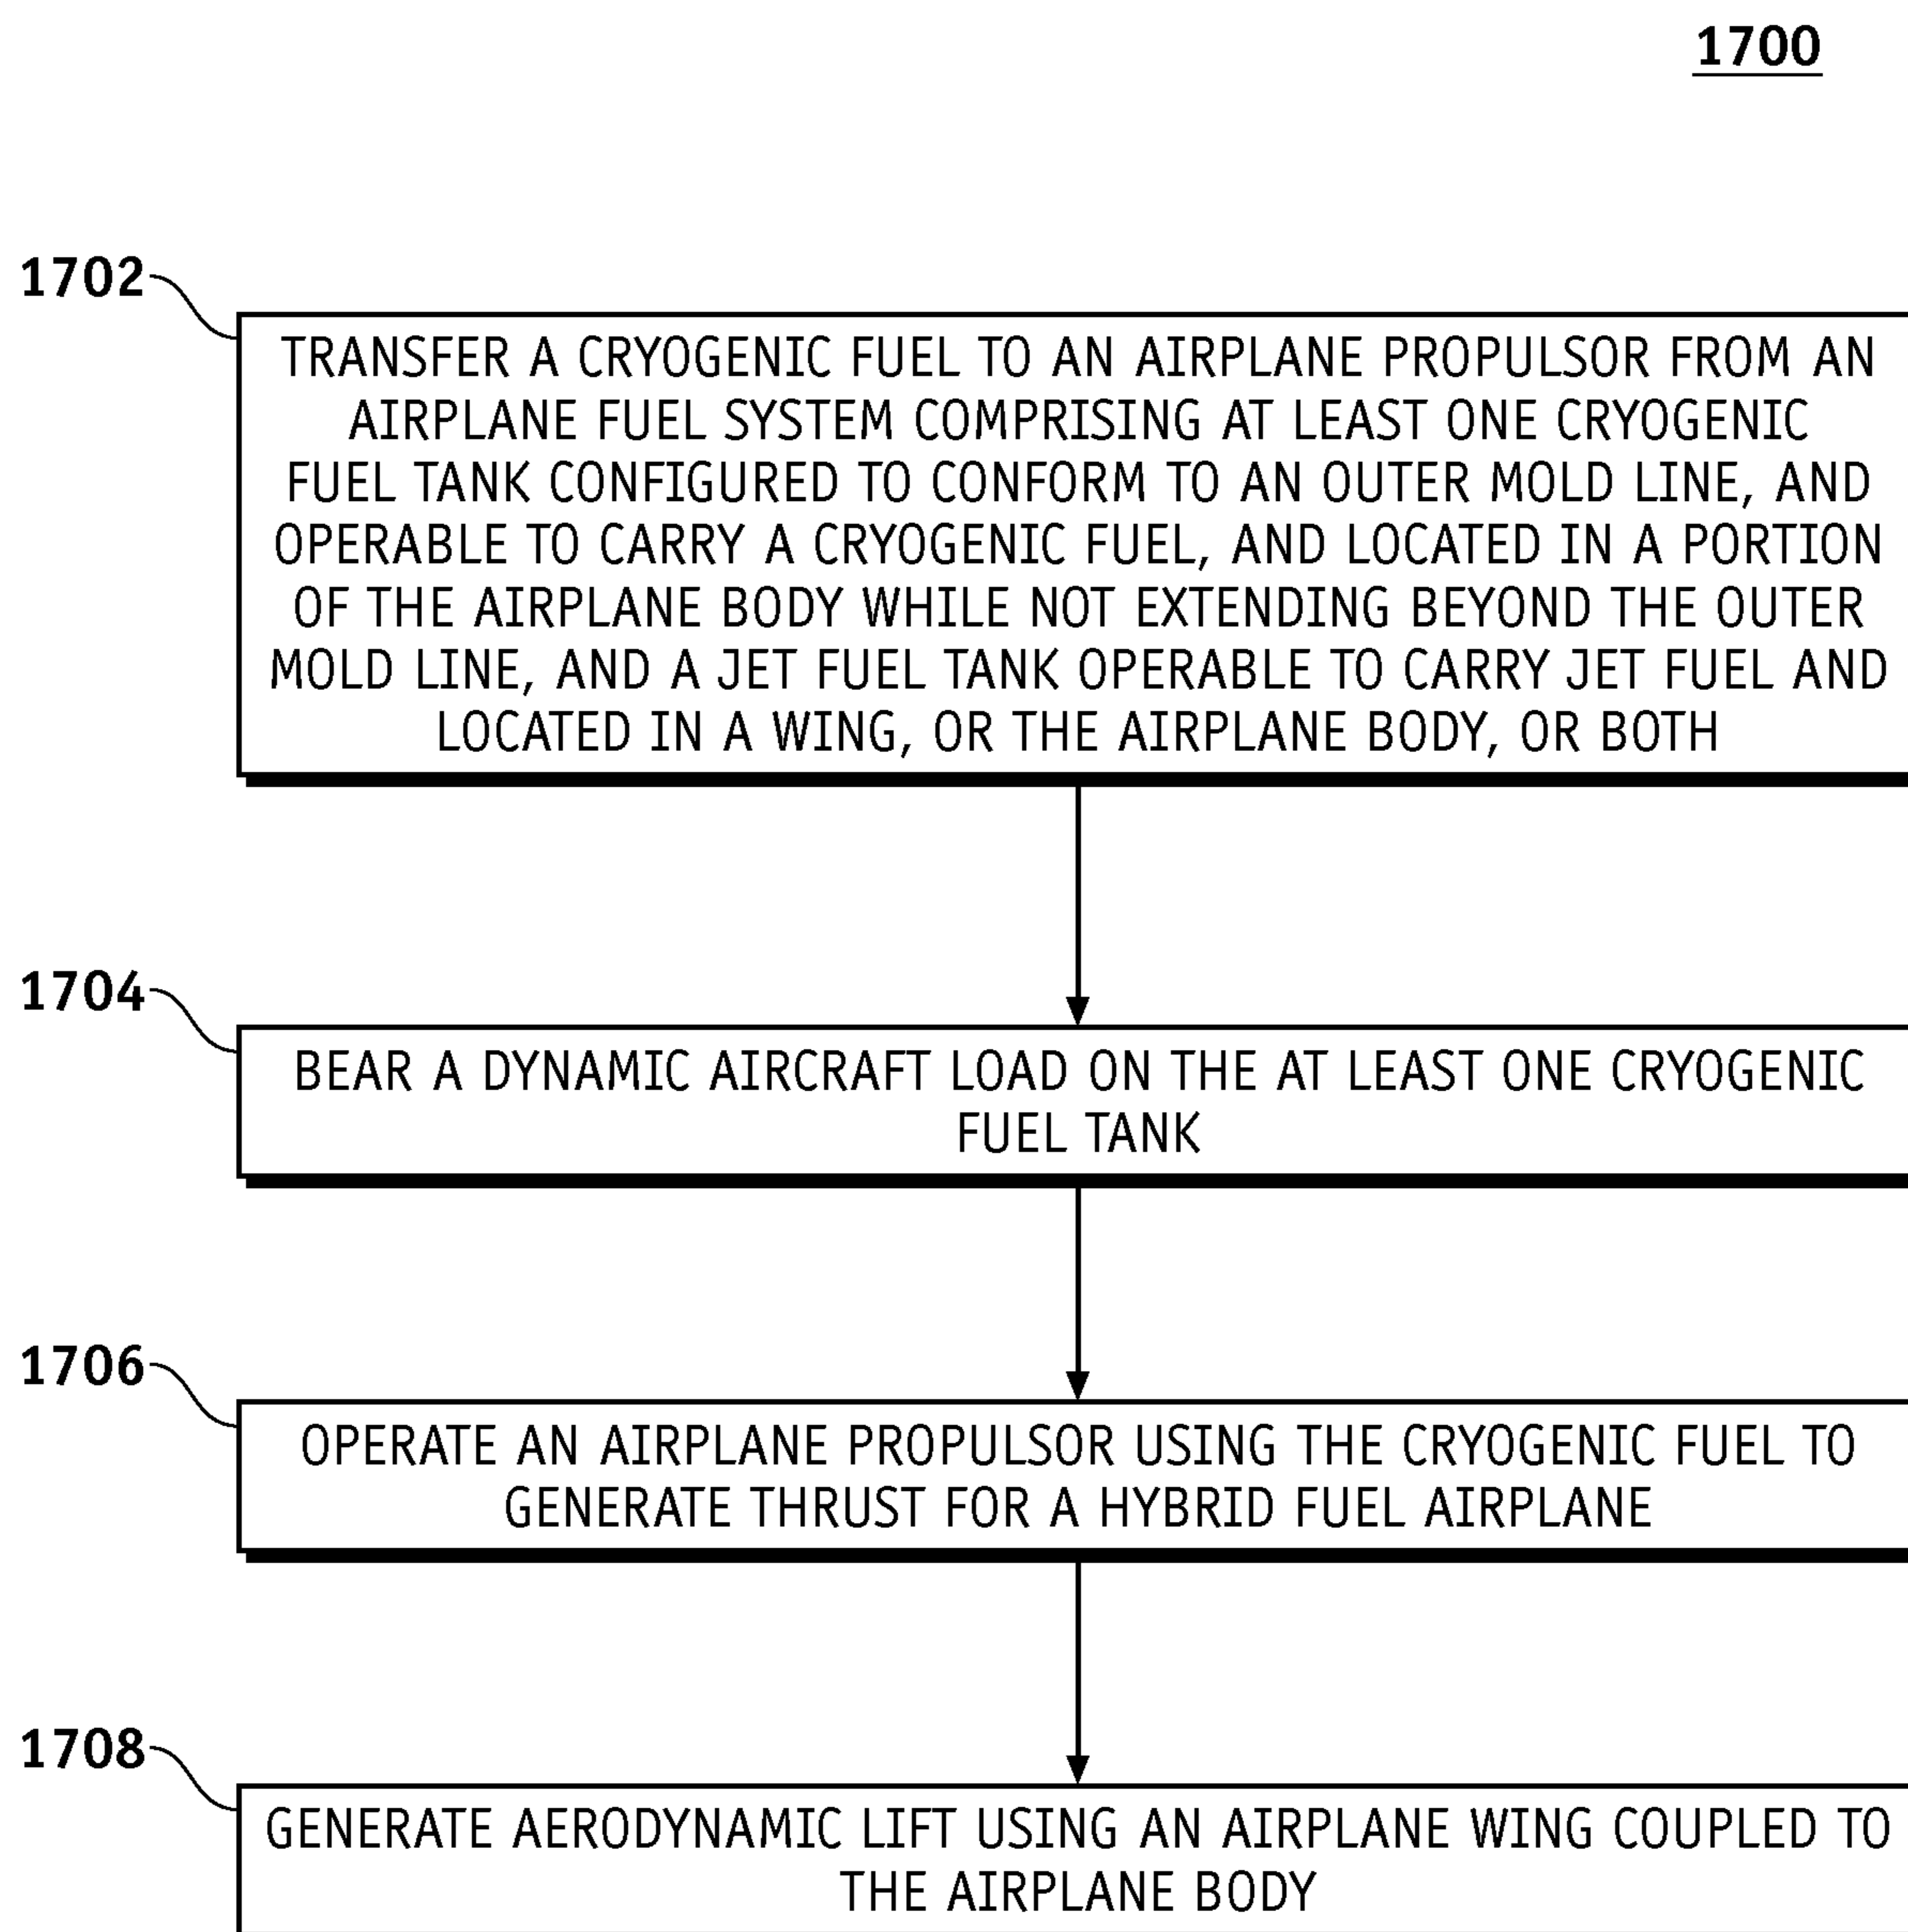 1700
1702
TRANSFER A CRYOGENIC FUEL TO AN AIRPLANE PROPULSOR FROM AN
AIRPLANE FUEL SYSTEM COMPRISING AT LEAST ONE CRYOGENIC
FUEL TANK CONFIGURED TO CONFORM TO AN OUTER MOLD LINE, AND
OPERABLE TO CARRY A CRYOGENIC FUEL, AND LOCATED IN A PORTION
OF THE AIRPLANE BODY WHILE NOT EXTENDING BEYOND THE OUTER
MOLD LINE, AND A JET FUEL TANK OPERABLE TO CARRY JET FUEL AND
LOCATED IN A WING, OR THE AIRPLANE BODY, OR BOTH
1704
BEAR A DYNAMIC AIRCRAFT LOAD ON THE AT LEAST ONE CRYOGENIC
FUEL TANK
1706
OPERATE AN AIRPLANE PROPULSOR USING THE CRYOGENIC FUEL TO
GENERATE THRUST FOR A HYBRID FUEL AIRPLANE
1708
GENERATE AERODYNAMIC LIFT USING AN AIRPLANE WING COUPLED TO
THE AIRPLANE BODY